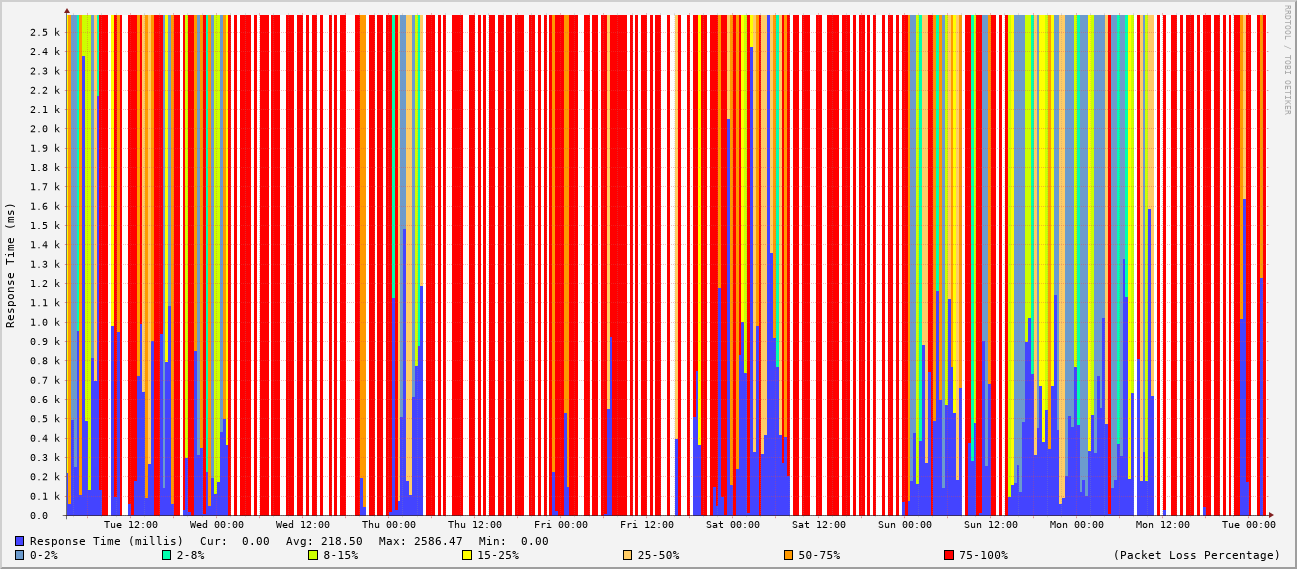 RRDTOOL / TOBI OETIKER
Response Time (ms)
2.5 k
2.4 k
2.3 k
2.2 k
2.1 k
2.0 k
1.9 k
1.8 k
1.7 k
1.6 k
1.5 k
1.4 k
1.3 k
1.2 k
1.1 k
1.0 k
0.9 k
0.8 k
0.7 k
0.6 k
0.5 k
0.4 k
0.3 k
0.2 k
0.1 k
0.0
Tue 12:00 Wed 00:00 Wed 12:00 Thu 00:00 Thu 12:00 Fri 00:00 Fri 12:00 Sat 00:00 Sat 12:00 Sun 00:00 Sun 12:00 Mon 00:00 Mon 12:00 Tue 00:00
Response Time (millis) Cur: 0.00 Avg: 218.50 Max: 2586.47 Min: 0.00
0-2% 2-8% 8-15% 15-25% 25-50% 50-75% 75-100% (Packet Loss Percentage)